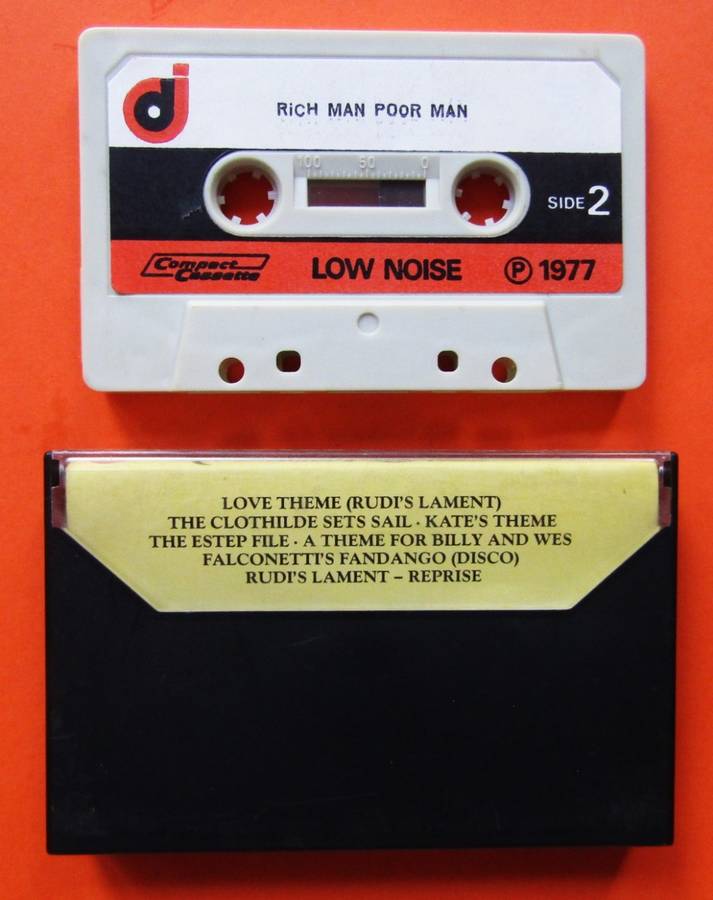 di
RiCH MAN POOR MAN
100 50 0
SIDE 2
Compact Cassette
LOW NOISE
Ⓟ 1977
LOVE THEME (RUDI'S LAMENT)
THE CLOTHILDE SETS SAIL · KATE'S THEME
THE ESTEP FILE · A THEME FOR BILLY AND WES
FALCONETTI'S FANDANGO (DISCO)
RUDI'S LAMENT – REPRISE